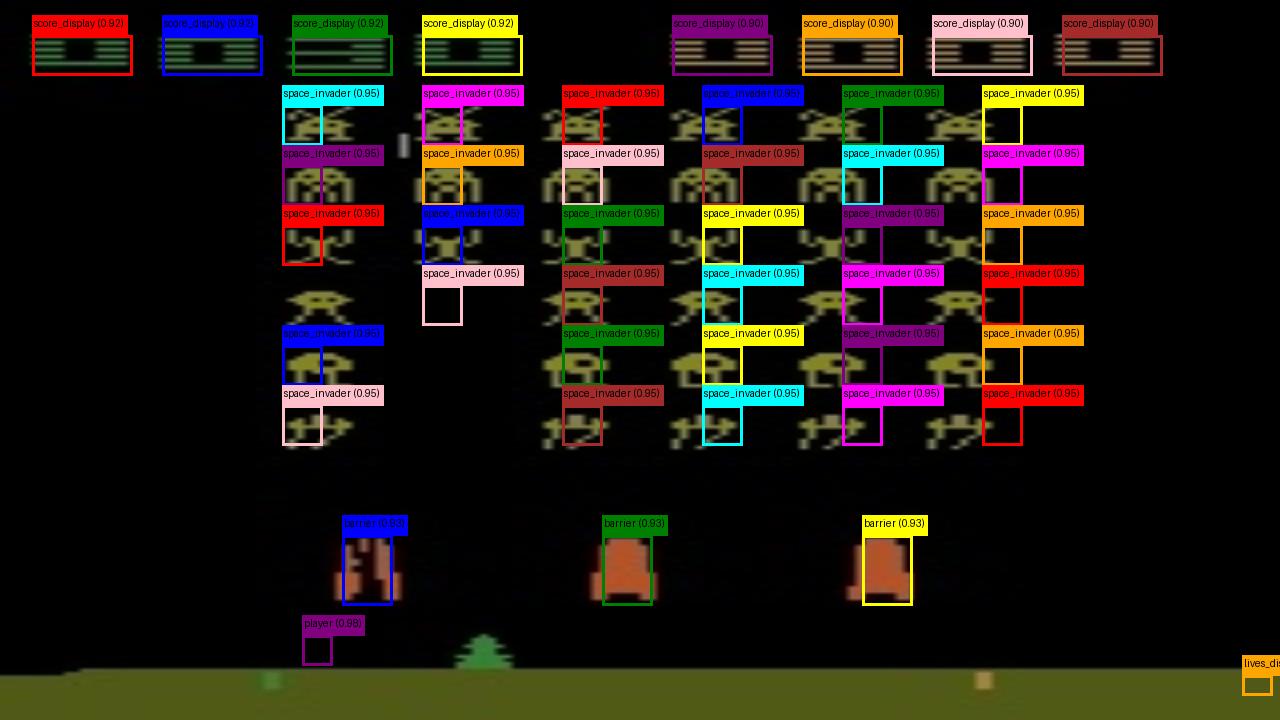 score_display (0.92) score_display (0.92) score_display (0.92) score_display (0.92) score_display (0.90) score_display (0.90) score_display (0.90) score_display (0.90)
space_invader (0.95) space_invader (0.95) space_invader (0.95) space_invader (0.95) space_invader (0.95) space_invader (0.95)
space_invader (0.95) space_invader (0.95) space_invader (0.95) space_invader (0.95) space_invader (0.95) space_invader (0.95)
space_invader (0.95) space_invader (0.95) space_invader (0.95) space_invader (0.95) space_invader (0.95) space_invader (0.95)
space_invader (0.95) space_invader (0.95) space_invader (0.95) space_invader (0.95) space_invader (0.95)
space_invader (0.95) space_invader (0.95) space_invader (0.95) space_invader (0.95) space_invader (0.95)
space_invader (0.95) space_invader (0.95) space_invader (0.95) space_invader (0.95) space_invader (0.95)
barrier (0.93) barrier (0.93) barrier (0.93)
player (0.98)
lives_dis